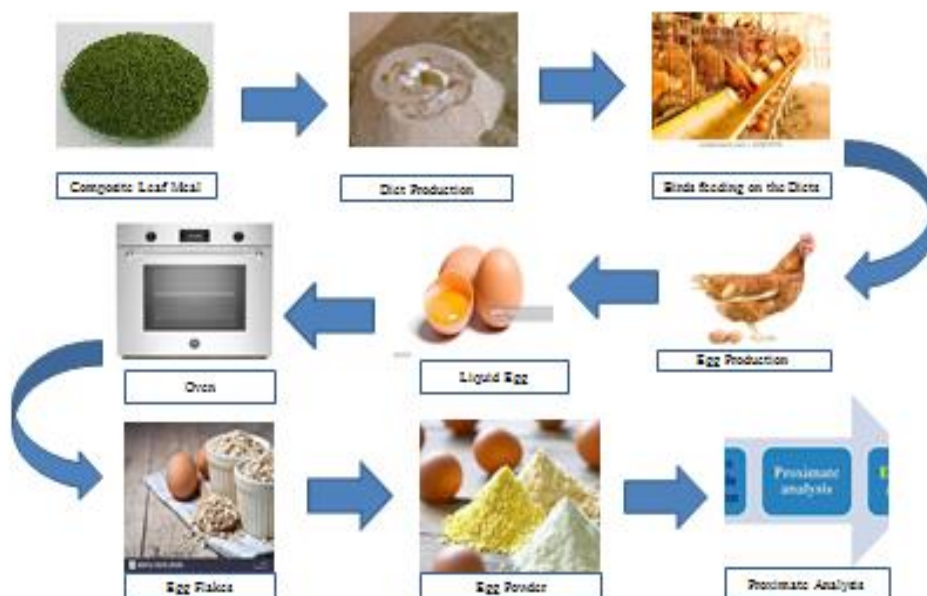 Composite Leaf Meal
Diet Production
Birds feeding on the Diets
Oven
Liquid Egg
Egg Production
Egg Flakes
Egg Powder
Proximate
analysis
Proximate Analysis